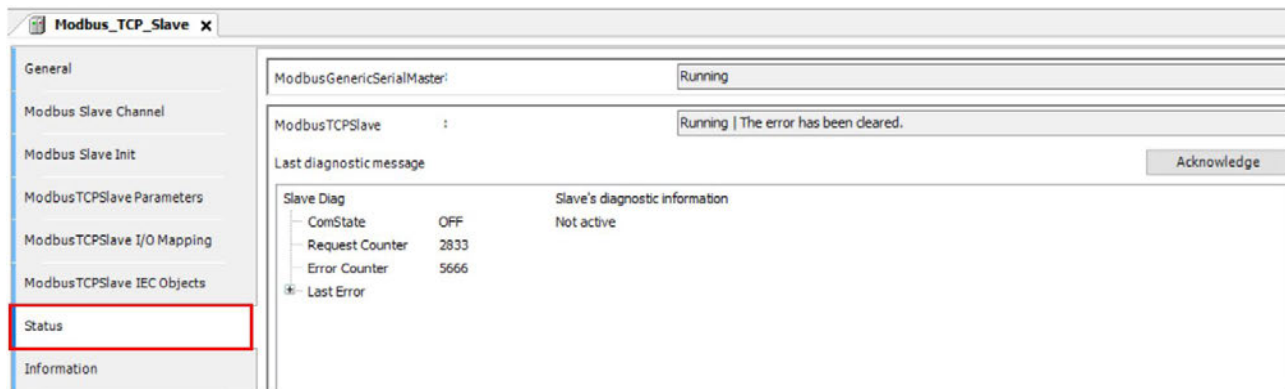 Modbus_TCP_Slave X
General
Modbus Slave Channel
Modbus Slave Init
ModbusTCPSlave Parameters
ModbusTCPSlave I/O Mapping
ModbusTCPSlave IEC Objects
Status
Information
ModbusGenericSerialMaster: Running
ModbusTCPSlave : Running | The error has been cleared.
Last diagnostic message Acknowledge
Slave Diag Slave's diagnostic information
ComState OFF Not active
Request Counter 2833
Error Counter 5666
Last Error